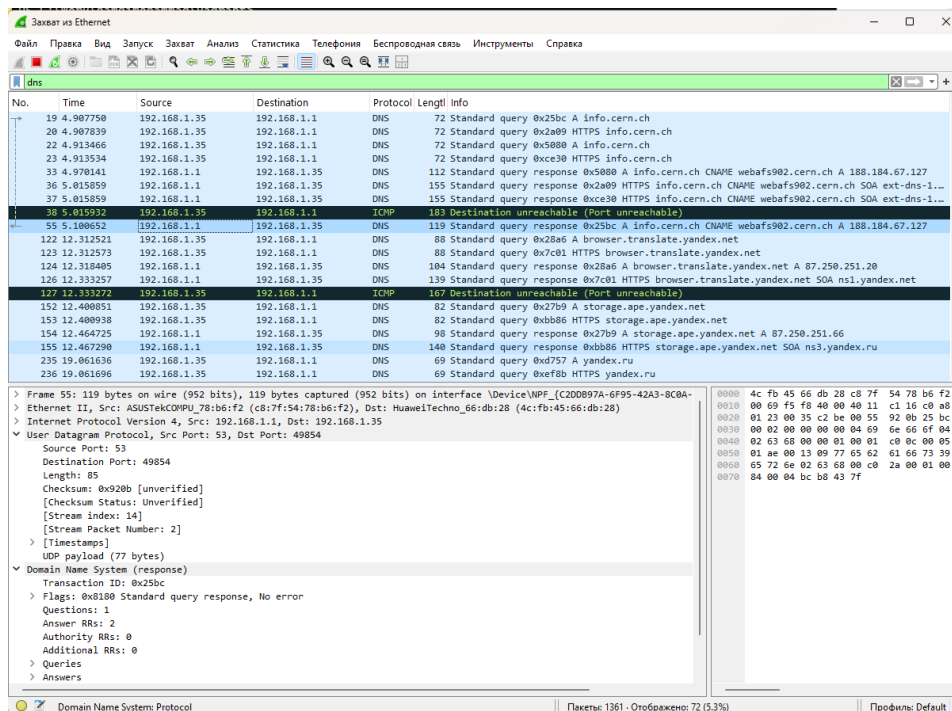 Захват из Ethernet
Файл Правка Вид Запуск Захват Анализ Статистика Телефония Беспроводная связь Инструменты Справка
dns
No. Time Source Destination Protocol Lengtl Info
19 4.907750 192.168.1.35 192.168.1.1 DNS 72 Standard query 0x25bc A info.cern.ch
20 4.907839 192.168.1.35 192.168.1.1 DNS 72 Standard query 0x2a09 HTTPS info.cern.ch
22 4.913466 192.168.1.35 192.168.1.1 DNS 72 Standard query 0x5080 A info.cern.ch
23 4.913534 192.168.1.35 192.168.1.1 DNS 72 Standard query 0xce30 HTTPS info.cern.ch
33 4.970141 192.168.1.1 192.168.1.35 DNS 112 Standard query response 0x5080 A info.cern.ch CNAME webafs902.cern.ch A 188.184.67.127
36 5.015859 192.168.1.1 192.168.1.35 DNS 155 Standard query response 0x2a09 HTTPS info.cern.ch CNAME webafs902.cern.ch SOA ext-dns-1.…
37 5.015859 192.168.1.1 192.168.1.35 DNS 155 Standard query response 0xce30 HTTPS info.cern.ch CNAME webafs902.cern.ch SOA ext-dns-1.…
38 5.015932 192.168.1.35 192.168.1.1 ICMP 183 Destination unreachable (Port unreachable)
55 5.100652 192.168.1.1 192.168.1.35 DNS 119 Standard query response 0x25bc A info.cern.ch CNAME webafs902.cern.ch A 188.184.67.127
122 12.312521 192.168.1.35 192.168.1.1 DNS 88 Standard query 0x28a6 A browser.translate.yandex.net
123 12.312573 192.168.1.35 192.168.1.1 DNS 88 Standard query 0x7c01 HTTPS browser.translate.yandex.net
124 12.318405 192.168.1.1 192.168.1.35 DNS 104 Standard query response 0x28a6 A browser.translate.yandex.net A 87.250.251.20
126 12.333257 192.168.1.1 192.168.1.35 DNS 139 Standard query response 0x7c01 HTTPS browser.translate.yandex.net SOA ns1.yandex.net
127 12.333272 192.168.1.35 192.168.1.1 ICMP 167 Destination unreachable (Port unreachable)
152 12.400851 192.168.1.35 192.168.1.1 DNS 82 Standard query 0x27b9 A storage.ape.yandex.net
153 12.400938 192.168.1.35 192.168.1.1 DNS 82 Standard query 0xbb86 HTTPS storage.ape.yandex.net
154 12.464725 192.168.1.1 192.168.1.35 DNS 98 Standard query response 0x27b9 A storage.ape.yandex.net A 87.250.251.66
155 12.467290 192.168.1.1 192.168.1.35 DNS 140 Standard query response 0xbb86 HTTPS storage.ape.yandex.net SOA ns3.yandex.ru
235 19.061636 192.168.1.35 192.168.1.1 DNS 69 Standard query 0xd757 A yandex.ru
236 19.061696 192.168.1.35 192.168.1.1 DNS 69 Standard query 0xef8b HTTPS yandex.ru
Frame 55: 119 bytes on wire (952 bits), 119 bytes captured (952 bits) on interface \Device\NPF_{C2DDB97A-6F95-42A3-8C0A-
Ethernet II, Src: ASUSTekCOMPU_78:b6:f2 (c8:7f:54:78:b6:f2), Dst: HuaweiTechno_66:db:28 (4c:fb:45:66:db:28)
Internet Protocol Version 4, Src: 192.168.1.1, Dst: 192.168.1.35
User Datagram Protocol, Src Port: 53, Dst Port: 49854
Source Port: 53
Destination Port: 49854
Length: 85
Checksum: 0x920b [unverified]
[Checksum Status: Unverified]
[Stream index: 14]
[Stream Packet Number: 2]
[Timestamps]
UDP payload (77 bytes)
Domain Name System (response)
Transaction ID: 0x25bc
Flags: 0x8180 Standard query response, No error
Questions: 1
Answer RRs: 2
Authority RRs: 0
Additional RRs: 0
Queries
Answers
0000 4c fb 45 66 db 28 c8 7f 54 78 b6 f2
0010 00 69 f5 f8 40 00 40 11 c1 16 c0 a8
0020 01 23 00 35 c2 be 00 55 92 0b 25 bc
0030 00 02 00 00 00 00 04 69 6e 66 6f 04
0040 02 63 68 00 00 01 00 01 c0 0c 00 05
0050 01 ae 00 13 09 77 65 62 61 66 73 39
0060 65 72 6e 02 63 68 00 c0 2a 00 01 00
0070 84 00 04 bc b8 43 7f
Domain Name System: Protocol
Пакеты: 1361 · Отображено: 72 (5.3%)
Профиль: Default